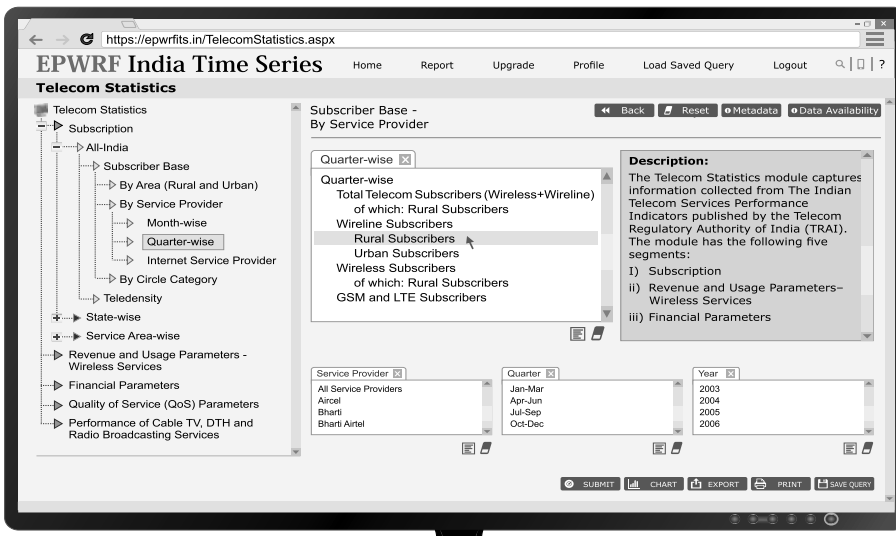 https://epwrfits.in/TelecomStatistics.aspx
EPWRF India Time Series
Home Report Upgrade Profile Load Saved Query Logout ?
Telecom Statistics
Telecom Statistics
Subscription
All-India
Subscriber Base
By Area (Rural and Urban)
By Service Provider
Month-wise
Quarter-wise
Internet Service Provider
By Circle Category
Teledensity
State-wise
Service Area-wise
Revenue and Usage Parameters -
Wireless Services
Financial Parameters
Quality of Service (QoS) Parameters
Performance of Cable TV, DTH and
Radio Broadcasting Services
Subscriber Base -
By Service Provider
Back Reset Metadata Data Availability
Quarter-wise
Quarter-wise
Total Telecom Subscribers (Wireless+Wireline)
of which: Rural Subscribers
Wireline Subscribers
Rural Subscribers
Urban Subscribers
Wireless Subscribers
of which: Rural Subscribers
GSM and LTE Subscribers
Description:
The Telecom Statistics module captures
information collected from The Indian
Telecom Services Performance
Indicators published by the Telecom
Regulatory Authority of India (TRAI).
The module has the following five
segments:
I) Subscription
ii) Revenue and Usage Parameters–
Wireless Services
iii) Financial Parameters
Service Provider
All Service Providers
Aircel
Bharti
Bharti Airtel
Quarter
Jan-Mar
Apr-Jun
Jul-Sep
Oct-Dec
Year
2003
2004
2005
2006
SUBMIT CHART EXPORT PRINT SAVE QUERY